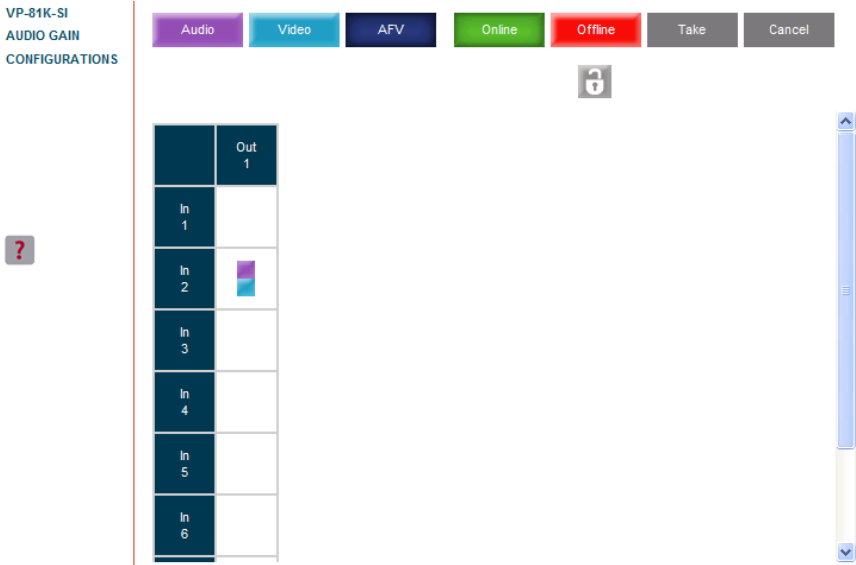 VP-81K-SI
AUDIO GAIN
CONFIGURATIONS
Audio
Video
AFV
Online
Offline
Take
Cancel
?
Out
1
In
1
In
2
In
3
In
4
In
5
In
6